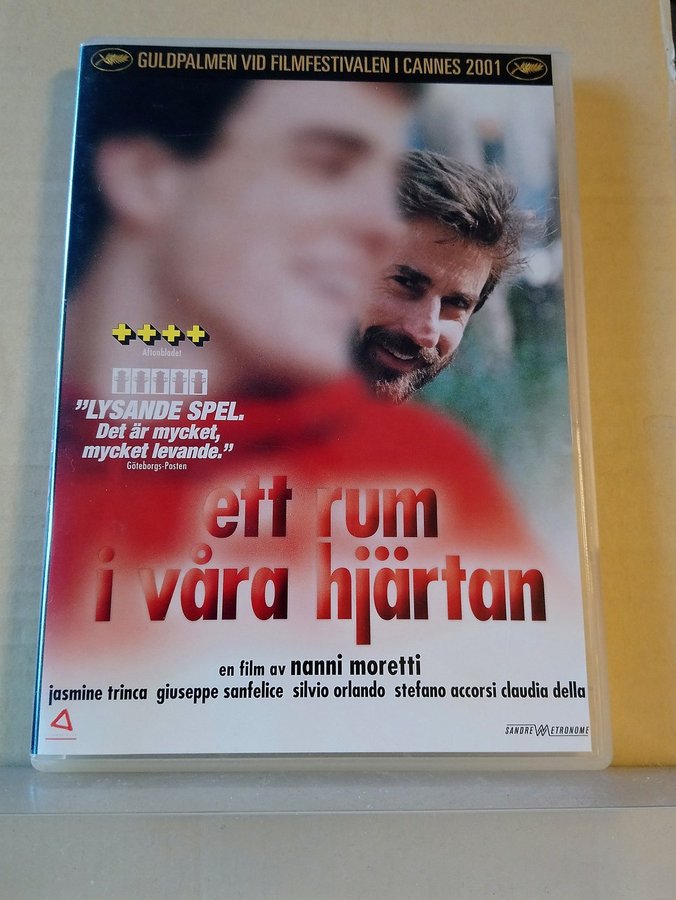 GULDPALMEN VID FILMFESTIVALEN I CANNES 2001
Aftonbladet
"LYSANDE SPEL.
Det är mycket,
mycket levande."
Göteborgs-Posten
ett rum
i våra hjärtan
en film av nanni moretti
jasmine trinca giuseppe sanfelice silvio orlando stefano accorsi claudia della
SANDREW METRONOME